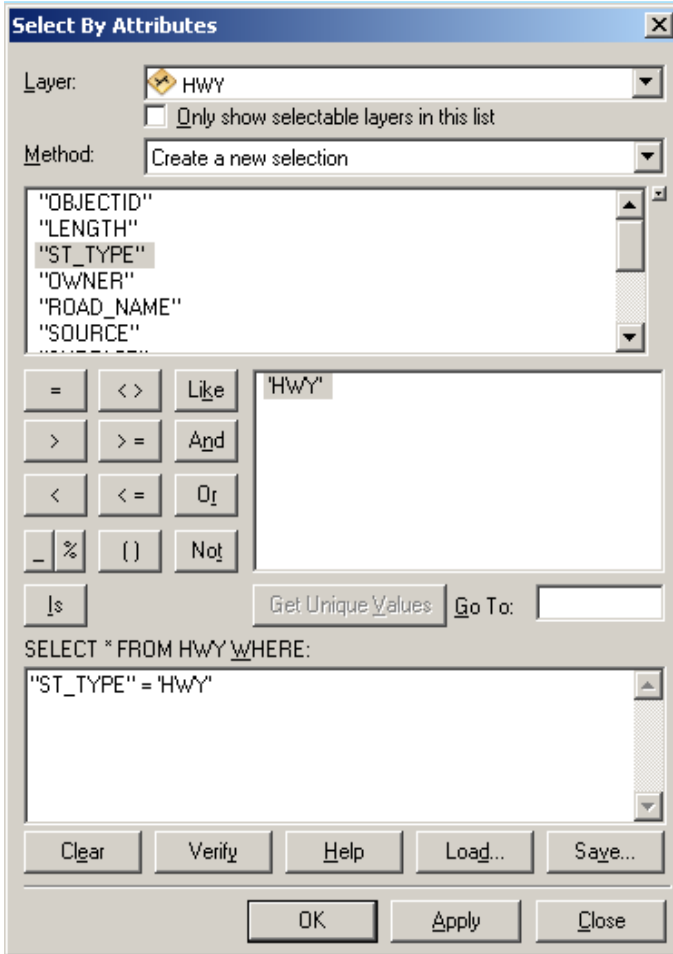 Select By Attributes
Layer: HWY
Only show selectable layers in this list
Method: Create a new selection
"OBJECTID"
"LENGTH"
"ST_TYPE"
"OWNER"
"ROAD_NAME"
"SOURCE"
= < > Like
'HWY'
> > = And
< < = Or
_ % ( ) Not
Is Get Unique Values Go To:
SELECT * FROM HWY WHERE:
"ST_TYPE" = 'HWY'
Clear Verify Help Load... Save...
OK Apply Close